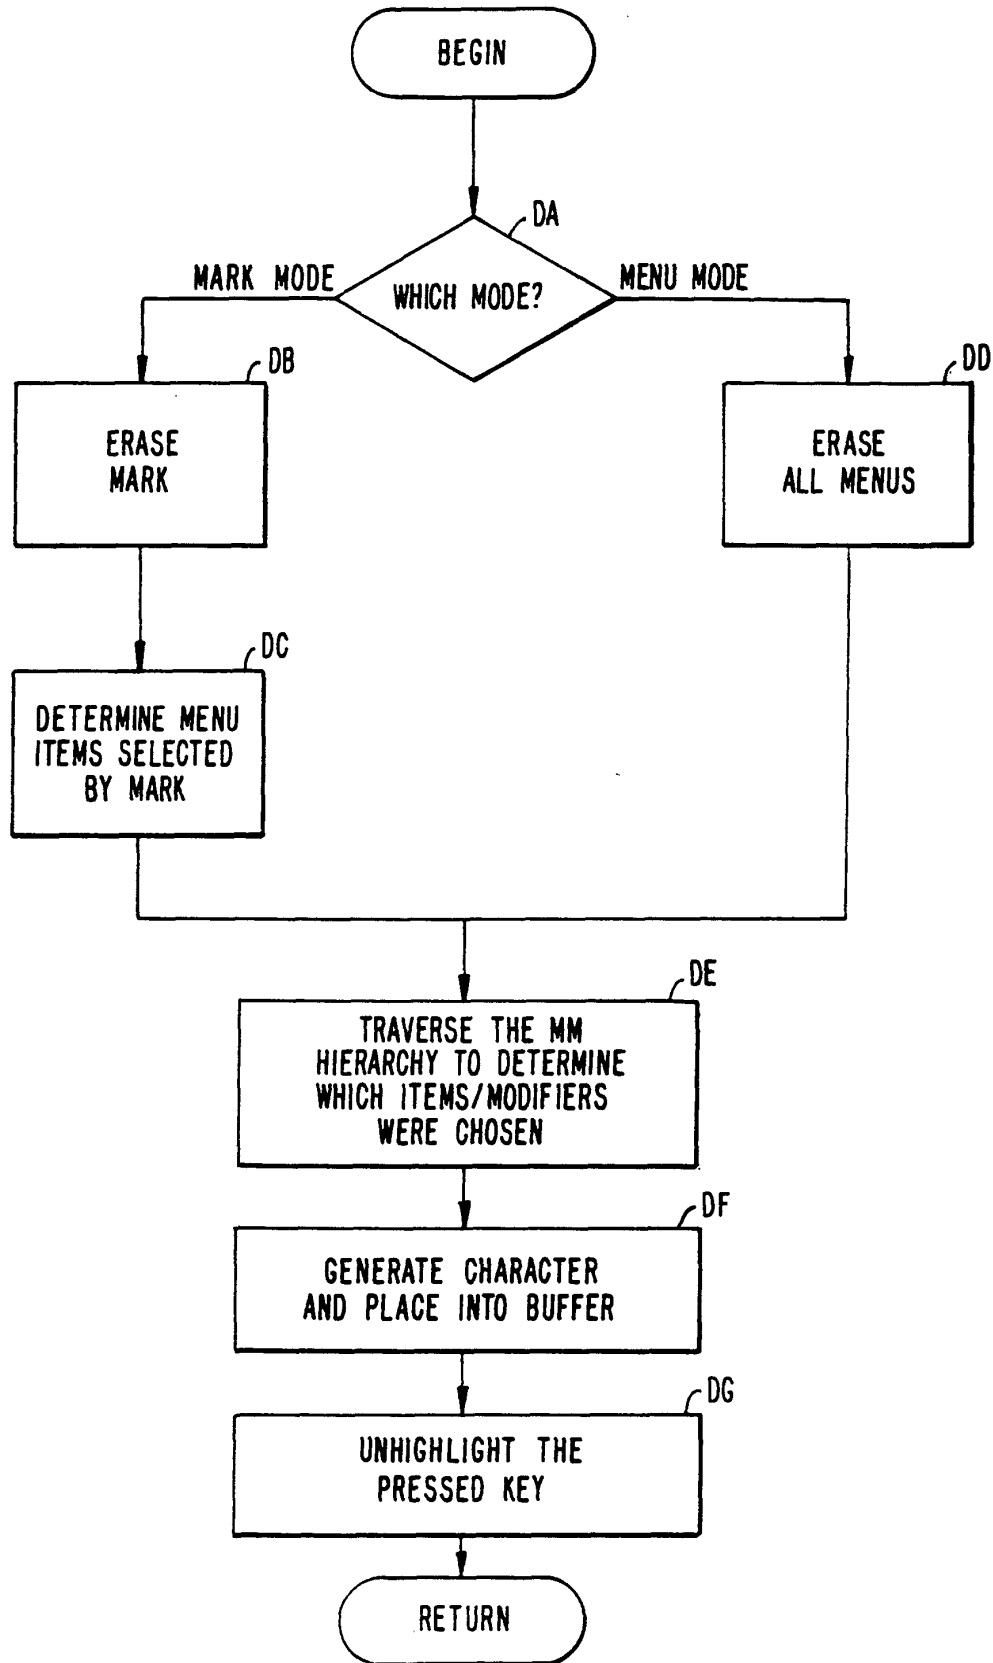 BEGIN
DA
WHICH MODE?
MARK MODE
MENU MODE
DB
ERASE
MARK
DD
ERASE
ALL MENUS
DC
DETERMINE MENU
ITEMS SELECTED
BY MARK
DE
TRAVERSE THE MM
HIERARCHY TO DETERMINE
WHICH ITEMS/MODIFIERS
WERE CHOSEN
DF
GENERATE CHARACTER
AND PLACE INTO BUFFER
DG
UNHIGHLIGHT THE
PRESSED KEY
RETURN